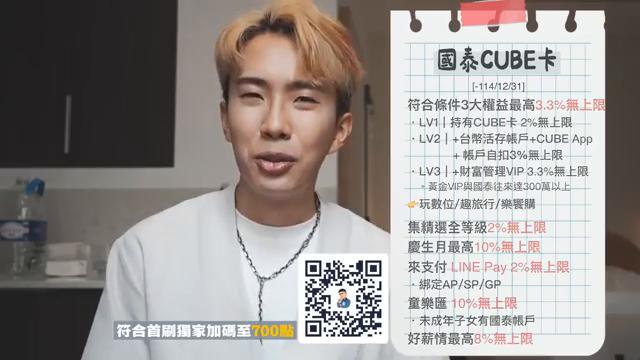 國泰CUBE卡
[-114/12/31]
符合條件3大權益最高3.3%無上限
·LV1｜持有CUBE卡 2%無上限
·LV2｜+台幣活存帳戶+CUBE App
+ 帳戶自扣3%無上限
·LV3｜+財富管理VIP 3.3%無上限
*黃金VIP與國泰往來達300萬以上
👉玩數位/趣旅行/樂饗購
集精選全等級2%無上限
慶生月最高10%無上限
來支付 LINE Pay 2%無上限
·綁定AP/SP/GP
童樂匯 10%無上限
·未成年子女有國泰帳戶
好薪情最高8%無上限
符合首刷獨家加碼至700點